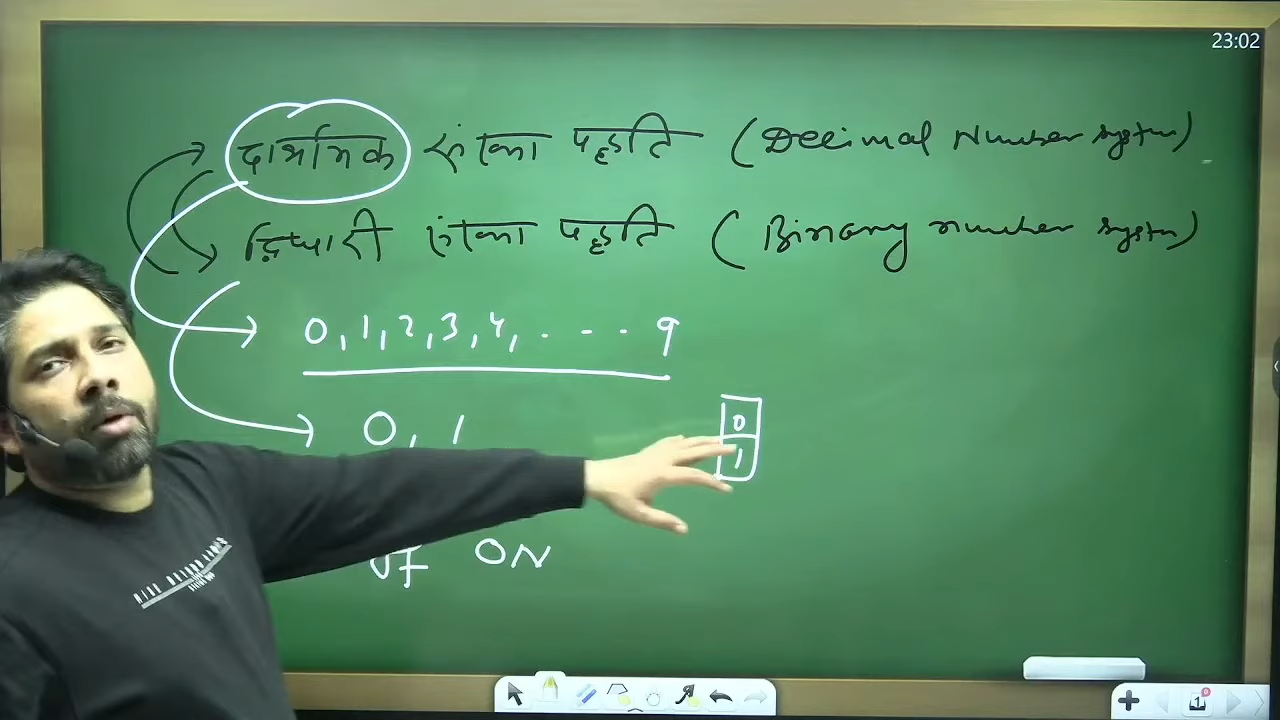 23:02
दाशमिक संख्या पद्धति (Decimal Number system)
द्विआधारी संख्या पद्धति (Binary number system)
0, 1, 2, 3, 4, . - - . 9
0, 1
0
1
OF ON